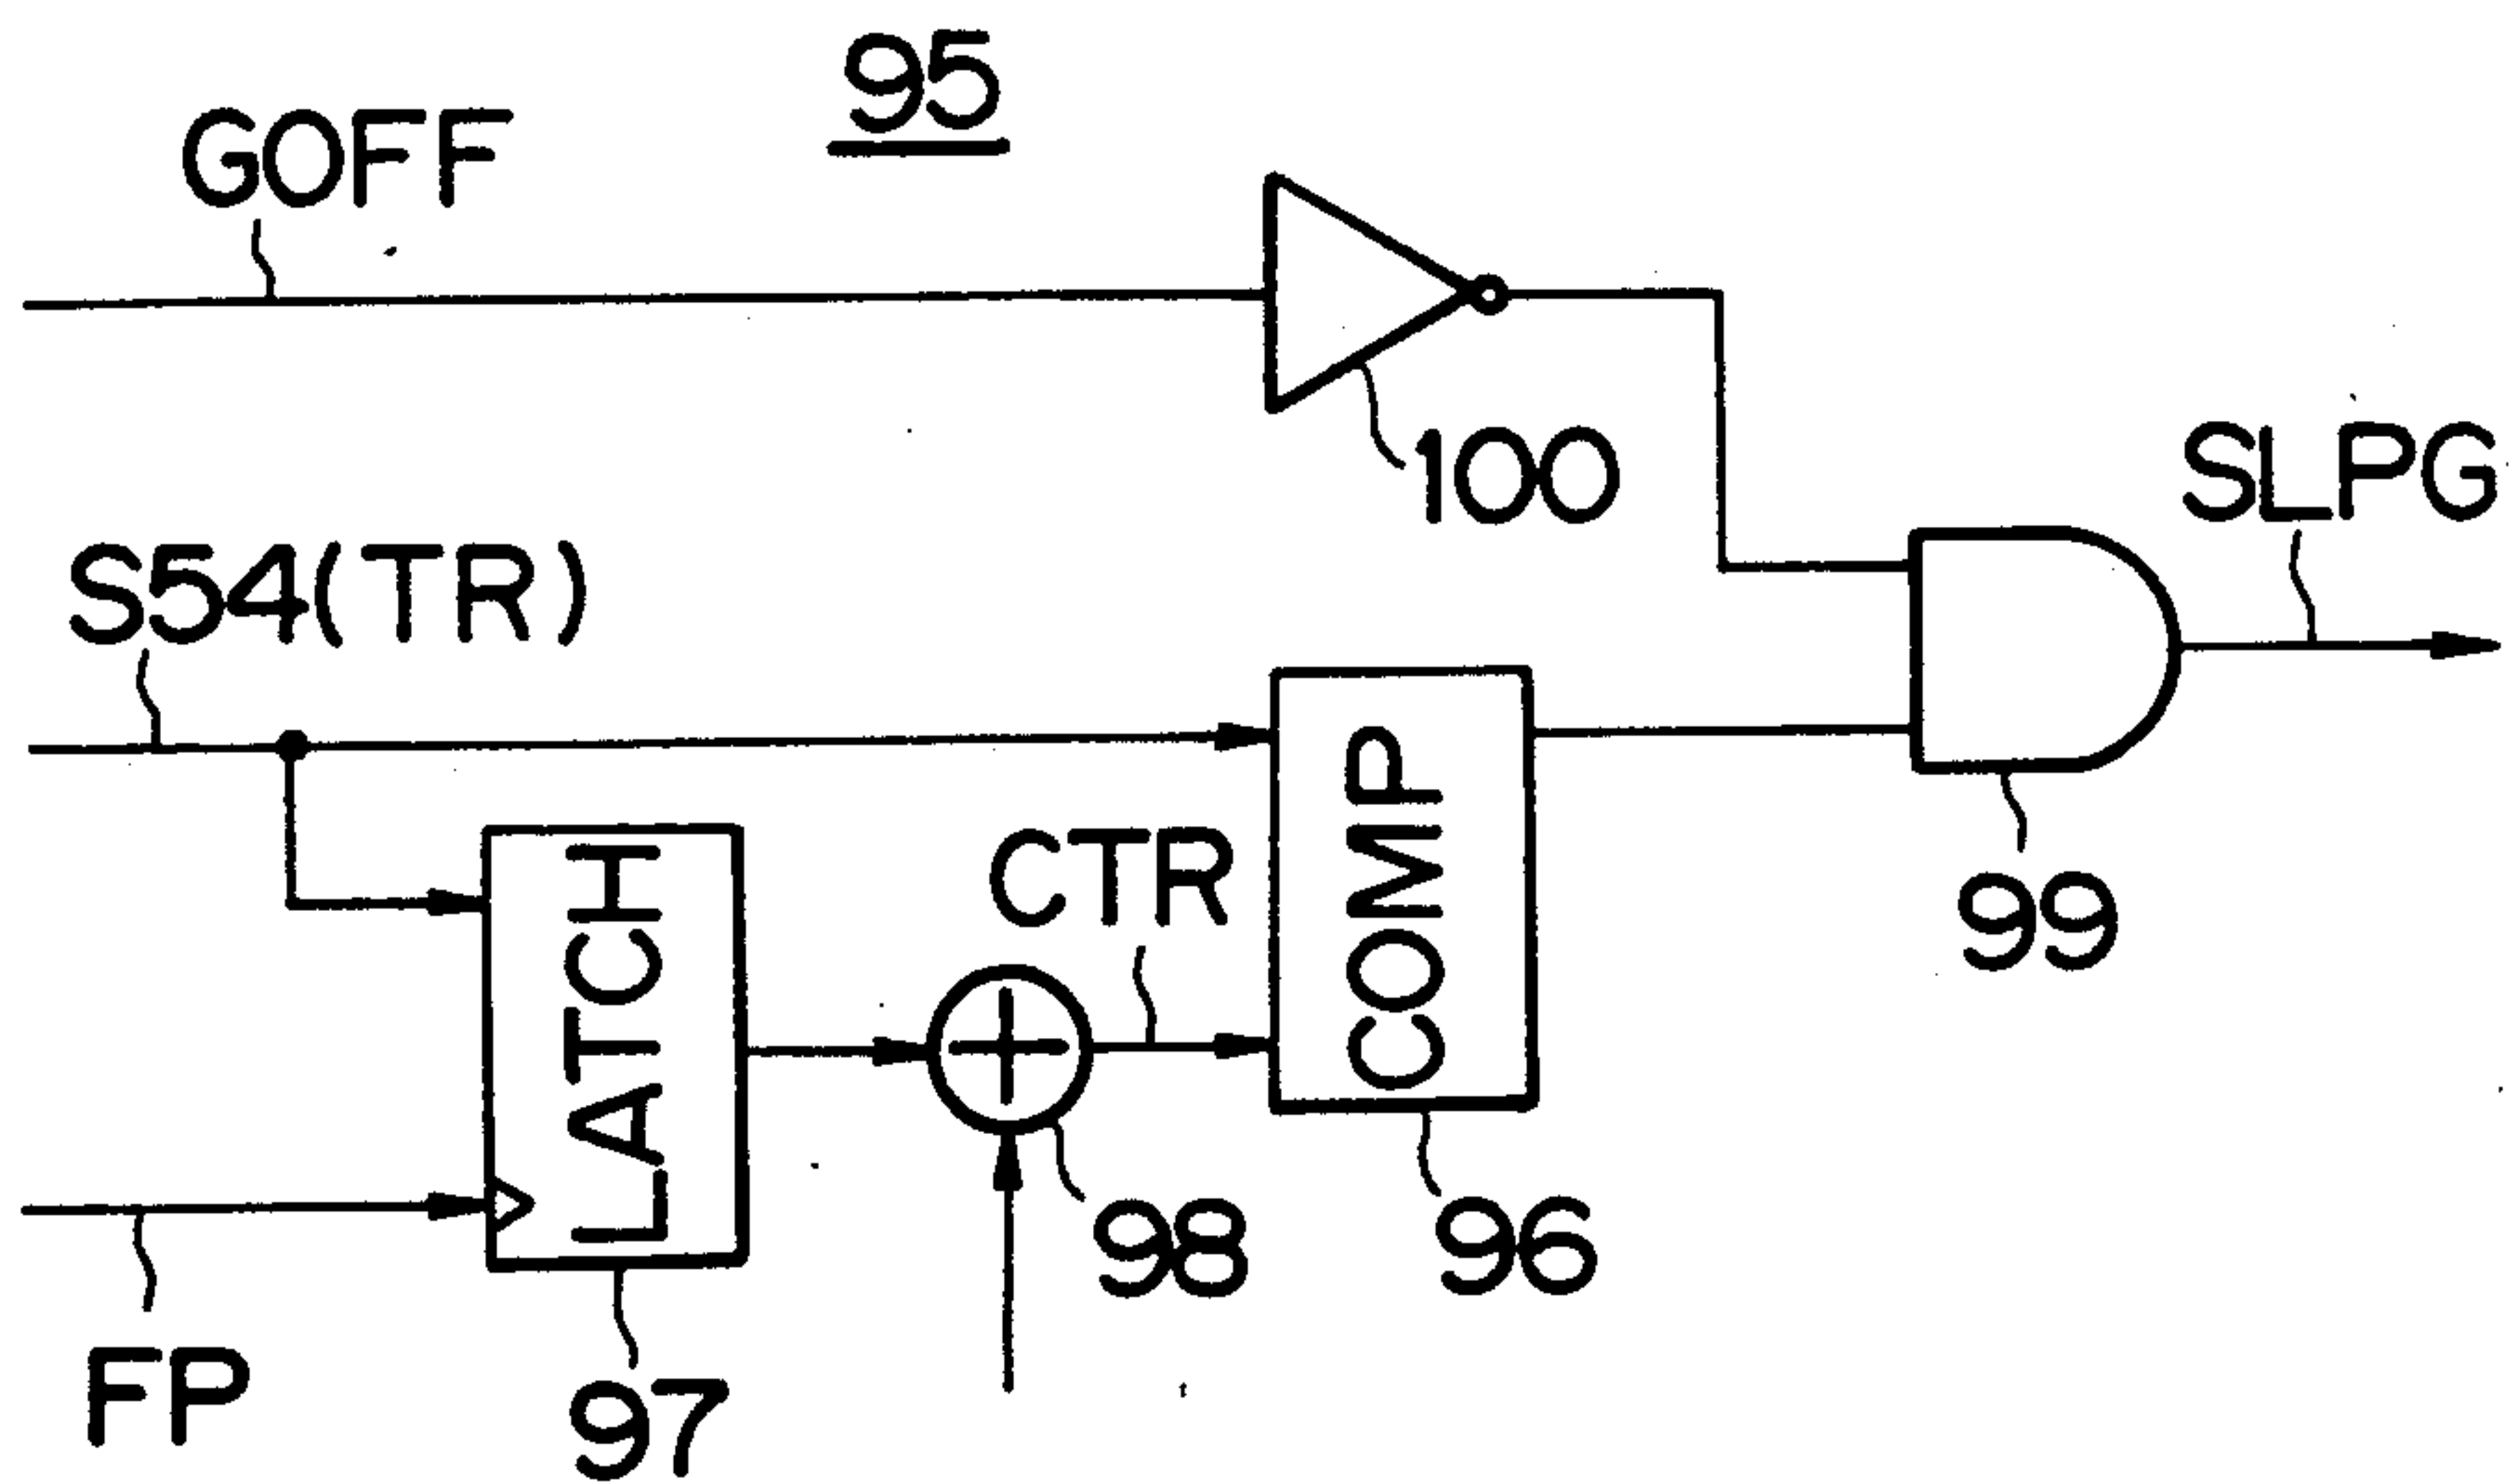 95
GOFF
100
SLPG
S54(TR)
COMP
LATCH
CTR
99
98
96
FP
97